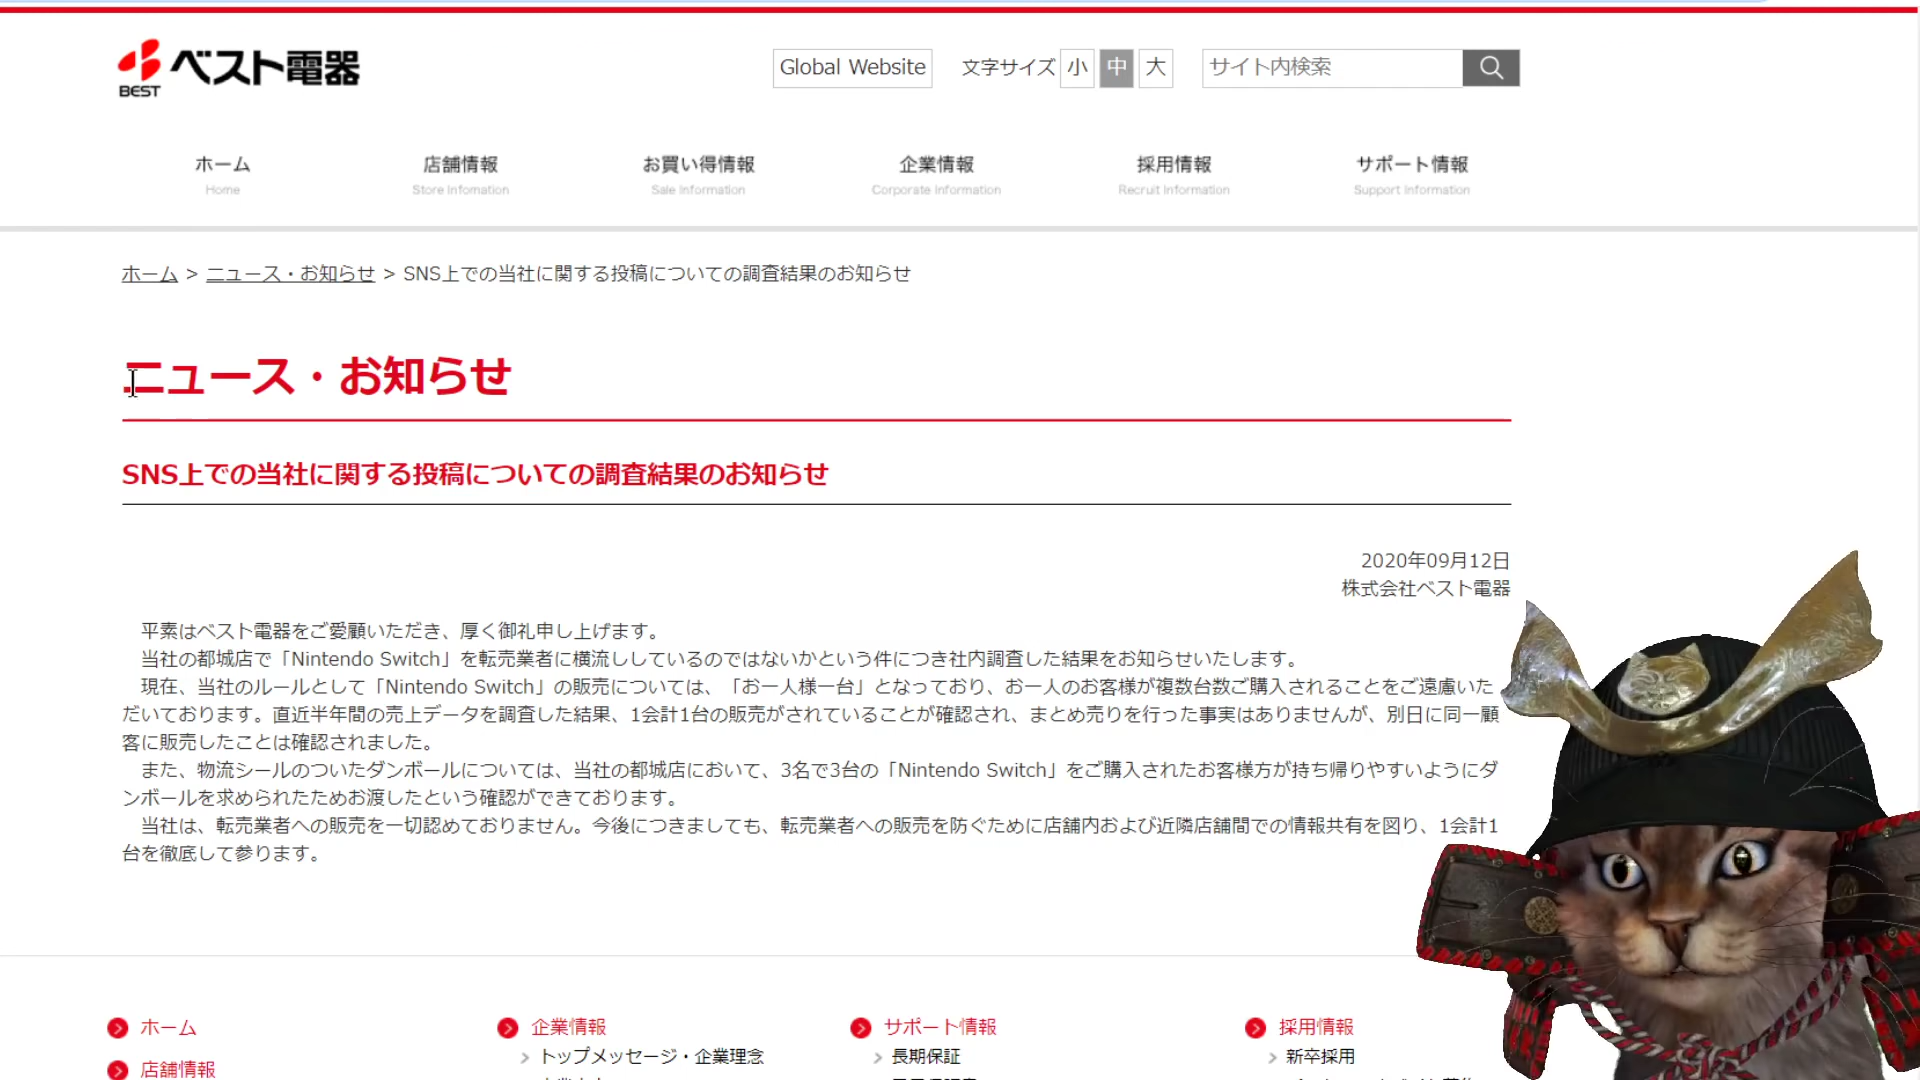 BEST
ベスト電器
Global Website
文字サイズ 小 中 大
サイト内検索
ホーム
Home
店舗情報
Store Infomation
お買い得情報
Sale Information
企業情報
Corporate Information
採用情報
Recruit Information
サポート情報
Support Information
ホーム > ニュース・お知らせ > SNS上での当社に関する投稿についての調査結果のお知らせ
ニュース・お知らせ
SNS上での当社に関する投稿についての調査結果のお知らせ
2020年09月12日
株式会社ベスト電器
平素はベスト電器をご愛顧いただき、厚く御礼申し上げます。
当社の都城店で「Nintendo Switch」を転売業者に横流ししているのではないかという件につき社内調査した結果をお知らせいたします。
現在、当社のルールとして「Nintendo Switch」の販売については、「お一人様一台」となっており、お一人のお客様が複数台数ご購入されることをご遠慮いた
だいております。直近半年間の売上データを調査した結果、1会計1台の販売がされていることが確認され、まとめ売りを行った事実はありませんが、別日に同一顧
客に販売したことは確認されました。
また、物流シールのついたダンボールについては、当社の都城店において、3名で3台の「Nintendo Switch」をご購入されたお客様方が持ち帰りやすいようにダ
ンボールを求められたためお渡したという確認ができております。
当社は、転売業者への販売を一切認めておりません。今後につきましても、転売業者への販売を防ぐために店舗内および近隣店舗間での情報共有を図り、1会計1
台を徹底して参ります。
ホーム
店舗情報
企業情報
トップメッセージ・企業理念
サポート情報
長期保証
採用情報
新卒採用